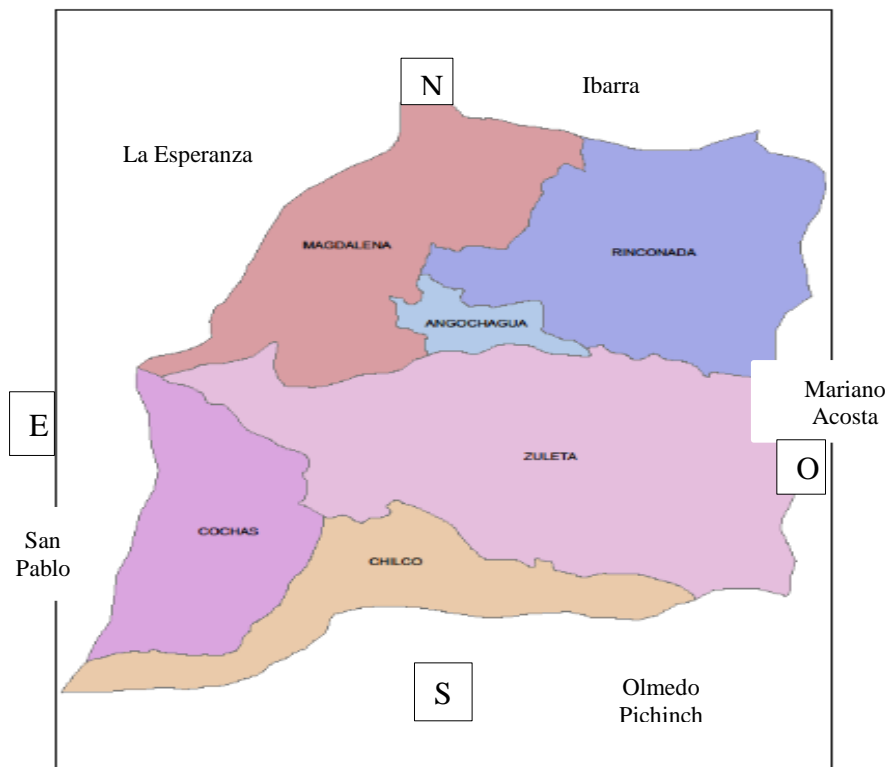 N
Ibarra
La Esperanza
MAGDALENA
RINCONADA
ANGOCHAGUA
Mariano
Acosta
E
ZULETA
O
COCHAS
San
Pablo
CHILCO
S
Olmedo
Pichinch